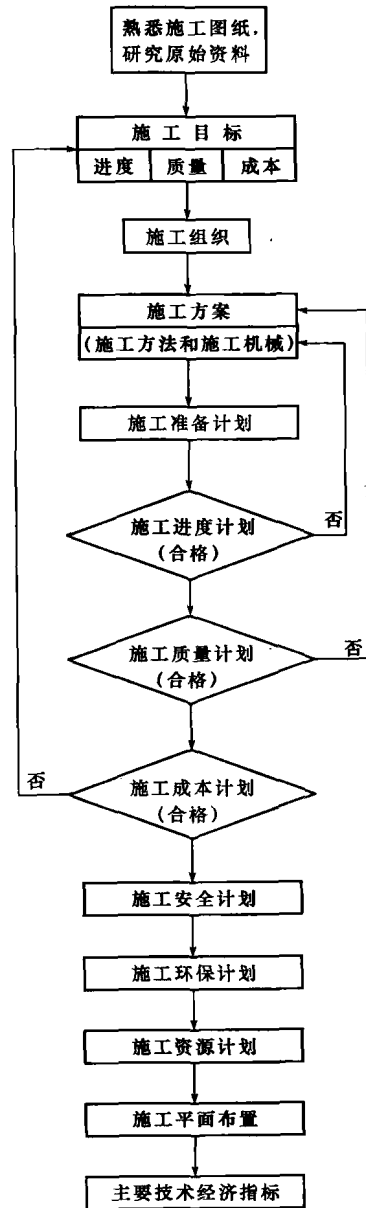 熟悉施工图纸,
研究原始资料
施工目标
进度 质量 成本
施工组织
施工方案
(施工方法和施工机械)
施工准备计划
施工进度计划
(合格)
否
施工质量计划
(合格)
否
施工成本计划
(合格)
否
施工安全计划
施工环保计划
施工资源计划
施工平面布置
主要技术经济指标